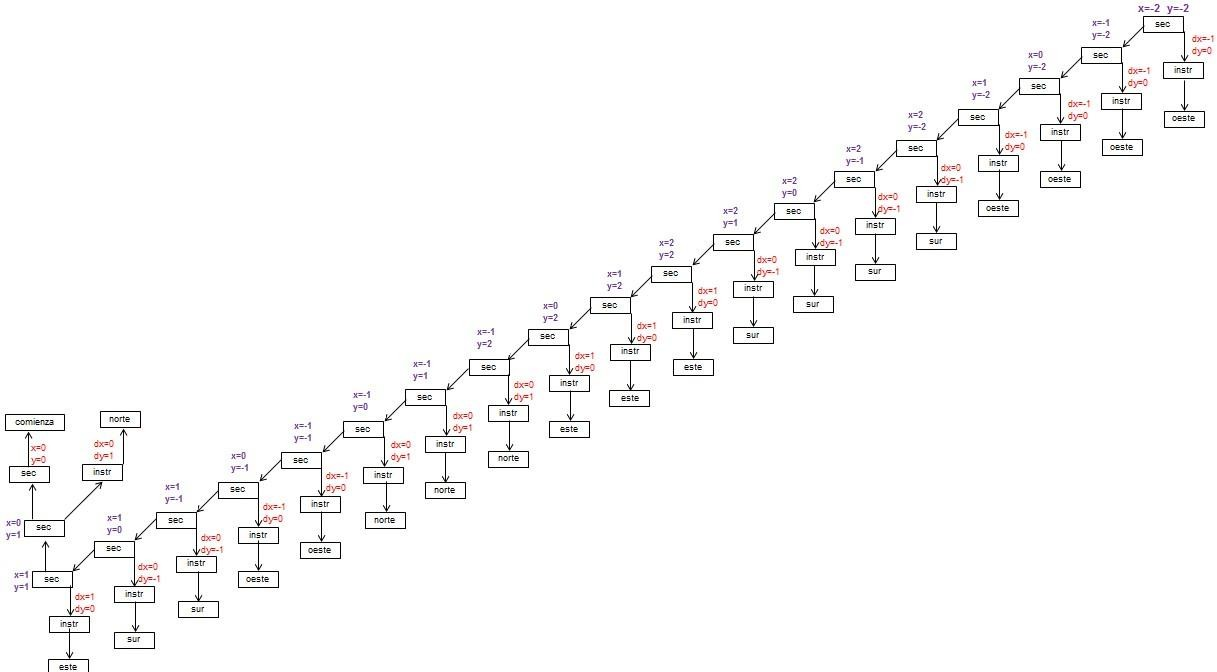 x=-2 y=-2
sec
dx=-1
dy=0
instr
oeste
x=-1
y=-2
sec
dx=-1
dy=0
instr
oeste
x=0
y=-2
sec
dx=-1
dy=0
instr
oeste
x=1
y=-2
sec
dx=-1
dy=0
instr
oeste
x=2
y=-2
sec
dx=0
dy=-1
instr
sur
x=2
y=-1
sec
dx=0
dy=-1
instr
sur
x=2
y=0
sec
dx=0
dy=-1
instr
sur
x=2
y=1
sec
dx=0
dy=-1
instr
sur
x=2
y=2
sec
dx=1
dy=0
instr
este
x=1
y=2
sec
dx=1
dy=0
instr
este
x=0
y=2
sec
dx=1
dy=0
instr
este
x=-1
y=2
sec
dx=0
dy=1
instr
norte
x=-1
y=1
sec
dx=0
dy=1
instr
norte
x=-1
y=0
sec
dx=0
dy=1
instr
norte
x=-1
y=-1
sec
dx=-1
dy=0
instr
oeste
x=0
y=-1
sec
dx=-1
dy=0
instr
oeste
x=1
y=-1
sec
dx=0
dy=-1
instr
sur
x=1
y=0
sec
dx=0
dy=-1
instr
sur
x=1
y=1
sec
dx=1
dy=0
instr
este
x=0
y=1
sec
dx=0
dy=1
instr
norte
x=0
y=0
sec
comienza